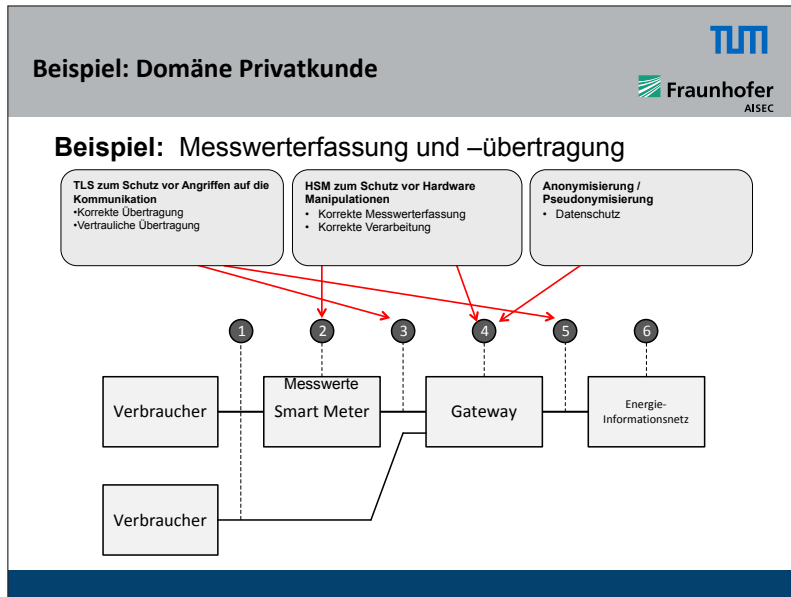 TUM
Beispiel: Domäne Privatkunde
Fraunhofer
AISEC
Beispiel: Messwerterfassung und –übertragung
TLS zum Schutz vor Angriffen auf die
Kommunikation
•Korrekte Übertragung
•Vertrauliche Übertragung
HSM zum Schutz vor Hardware
Manipulationen
• Korrekte Messwerterfassung
• Korrekte Verarbeitung
Anonymisierung /
Pseudonymisierung
• Datenschutz
1
2
3
4
5
6
Verbraucher
Messwerte
Smart Meter
Gateway
Energie-
Informationsnetz
Verbraucher